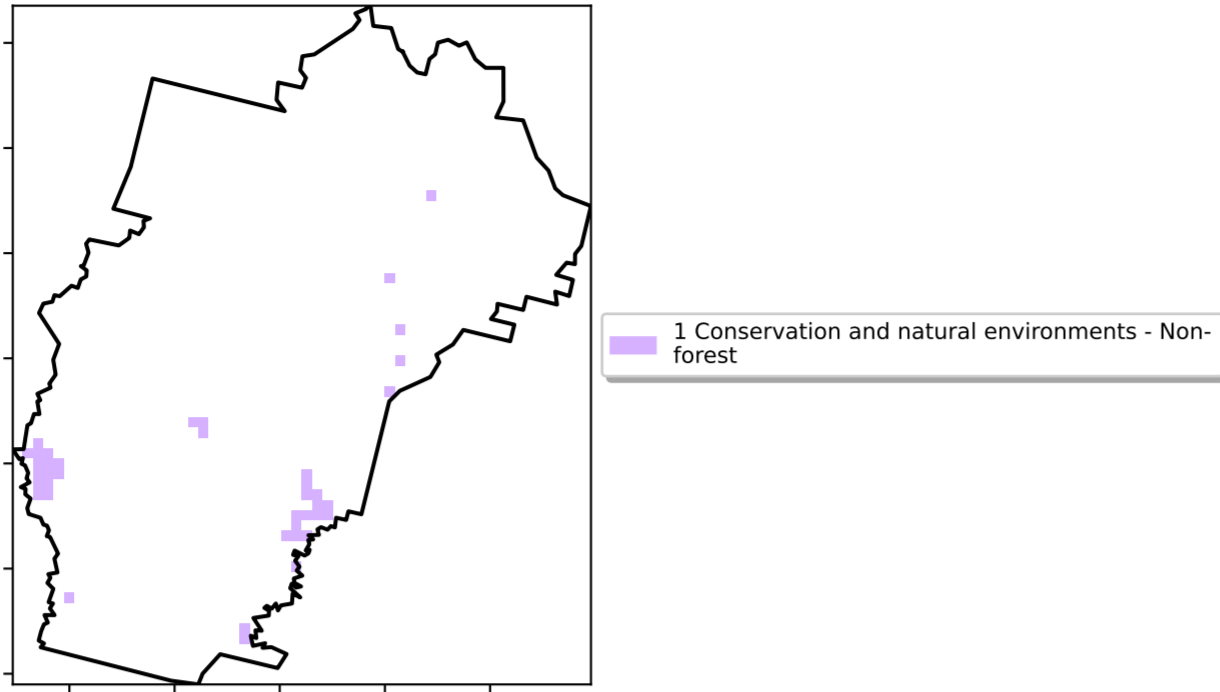 1 Conservation and natural environments - Non-
forest